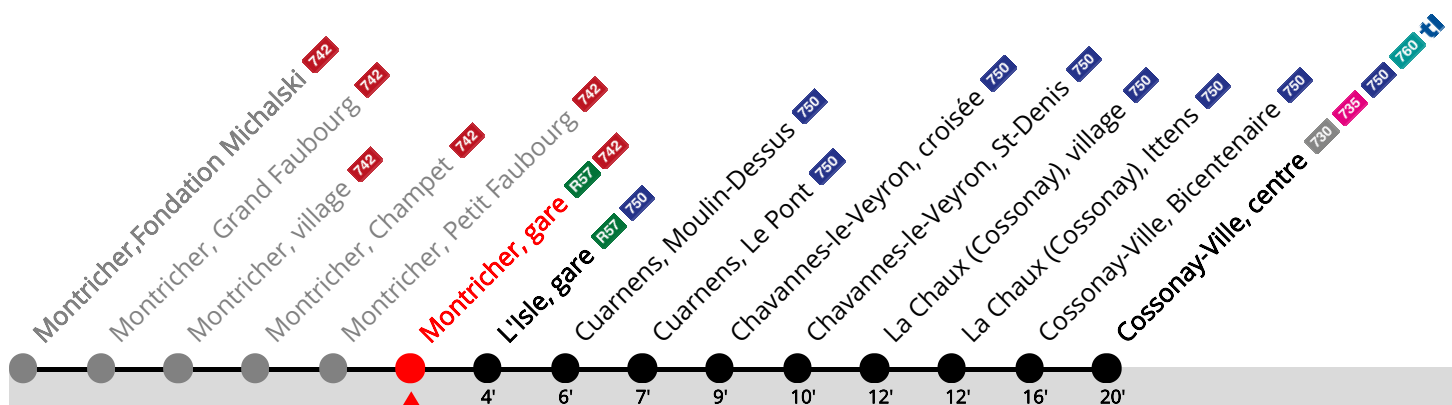 Montricher,Fondation Michalski 742
Montricher, Grand Faubourg 742
Montricher, village 742
Montricher, Champet 742
Montricher, Petit Faubourg 742
Montricher, gare R57 742
L'Isle, gare R57 750
Cuarnens, Moulin-Dessus 750
Cuarnens, Le Pont 750
Chavannes-le-Veyron, croisée 750
Chavannes-le-Veyron, St-Denis 750
La Chaux (Cossonay), village 750
La Chaux (Cossonay), Ittens 750
Cossonay-Ville, Bicentenaire 750
Cossonay-Ville, centre 730 735 750 760 tl
4' 6' 7' 9' 10' 12' 12' 16' 20'